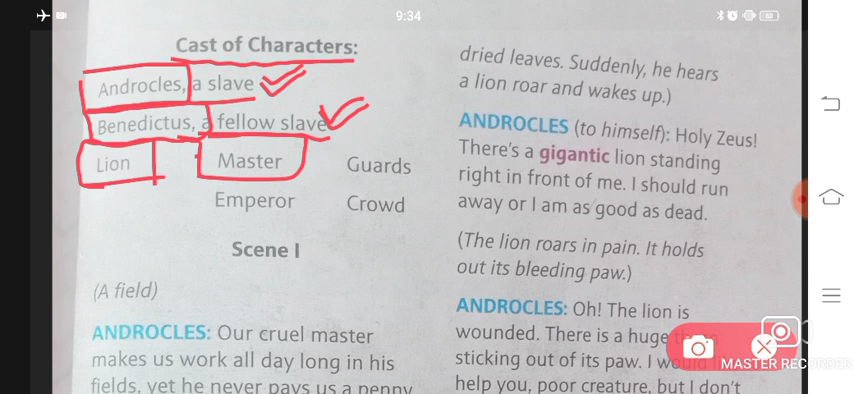 9:34
Cast of Characters:
Androcles, a slave
Benedictus, a fellow slave
Lion Master Guards
Emperor Crowd
Scene I
(A field)
ANDROCLES: Our cruel master
makes us work all day long in his
fields, yet he never pays us a penny
dried leaves. Suddenly, he hears
a lion roar and wakes up.)
ANDROCLES (to himself): Holy Zeus!
There's a gigantic lion standing
right in front of me. I should run
away or I am as good as dead.
(The lion roars in pain. It holds
out its bleeding paw.)
ANDROCLES: Oh! The lion is
wounded. There is a huge
sticking out of its paw. I
help you, poor creature, but I don't
MASTER RECORDER